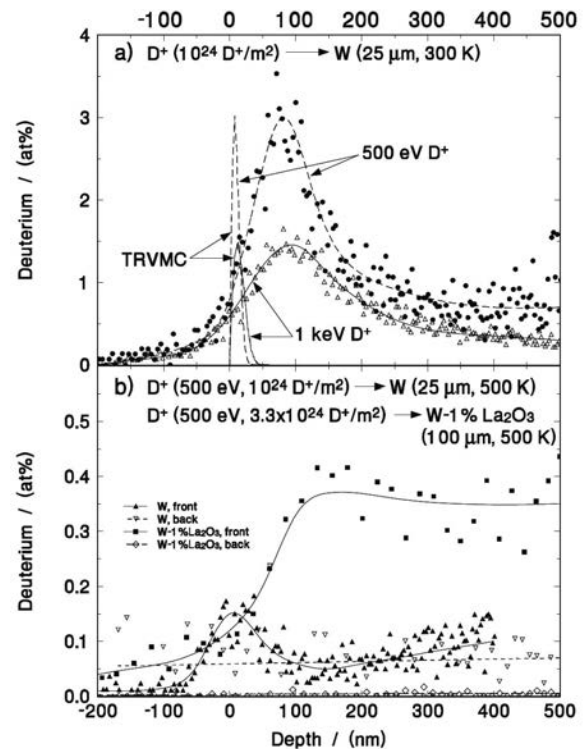 -200 -100 0 100 200 300 400 500
a) D⁺ (10²⁴ D⁺/m²) → W (25 μm, 300 K)
4
3
2
1
0
Deuterium / (at%)
500 eV D⁺
TRVMC
1 keV D⁺
b) D⁺ (500 eV, 10²⁴ D⁺/m²) → W (25 μm, 500 K)
D⁺ (500 eV, 3.3x10²⁴ D⁺/m²) → W-1% La₂O₃
(100 μm, 500 K)
0.5
0.4
0.3
0.2
0.1
0.0
Deuterium / (at%)
W, front
W, back
W-1%La₂O₃, front
W-1%La₂O₃, back
-200 -100 0 100 200 300 400 500
Depth / (nm)